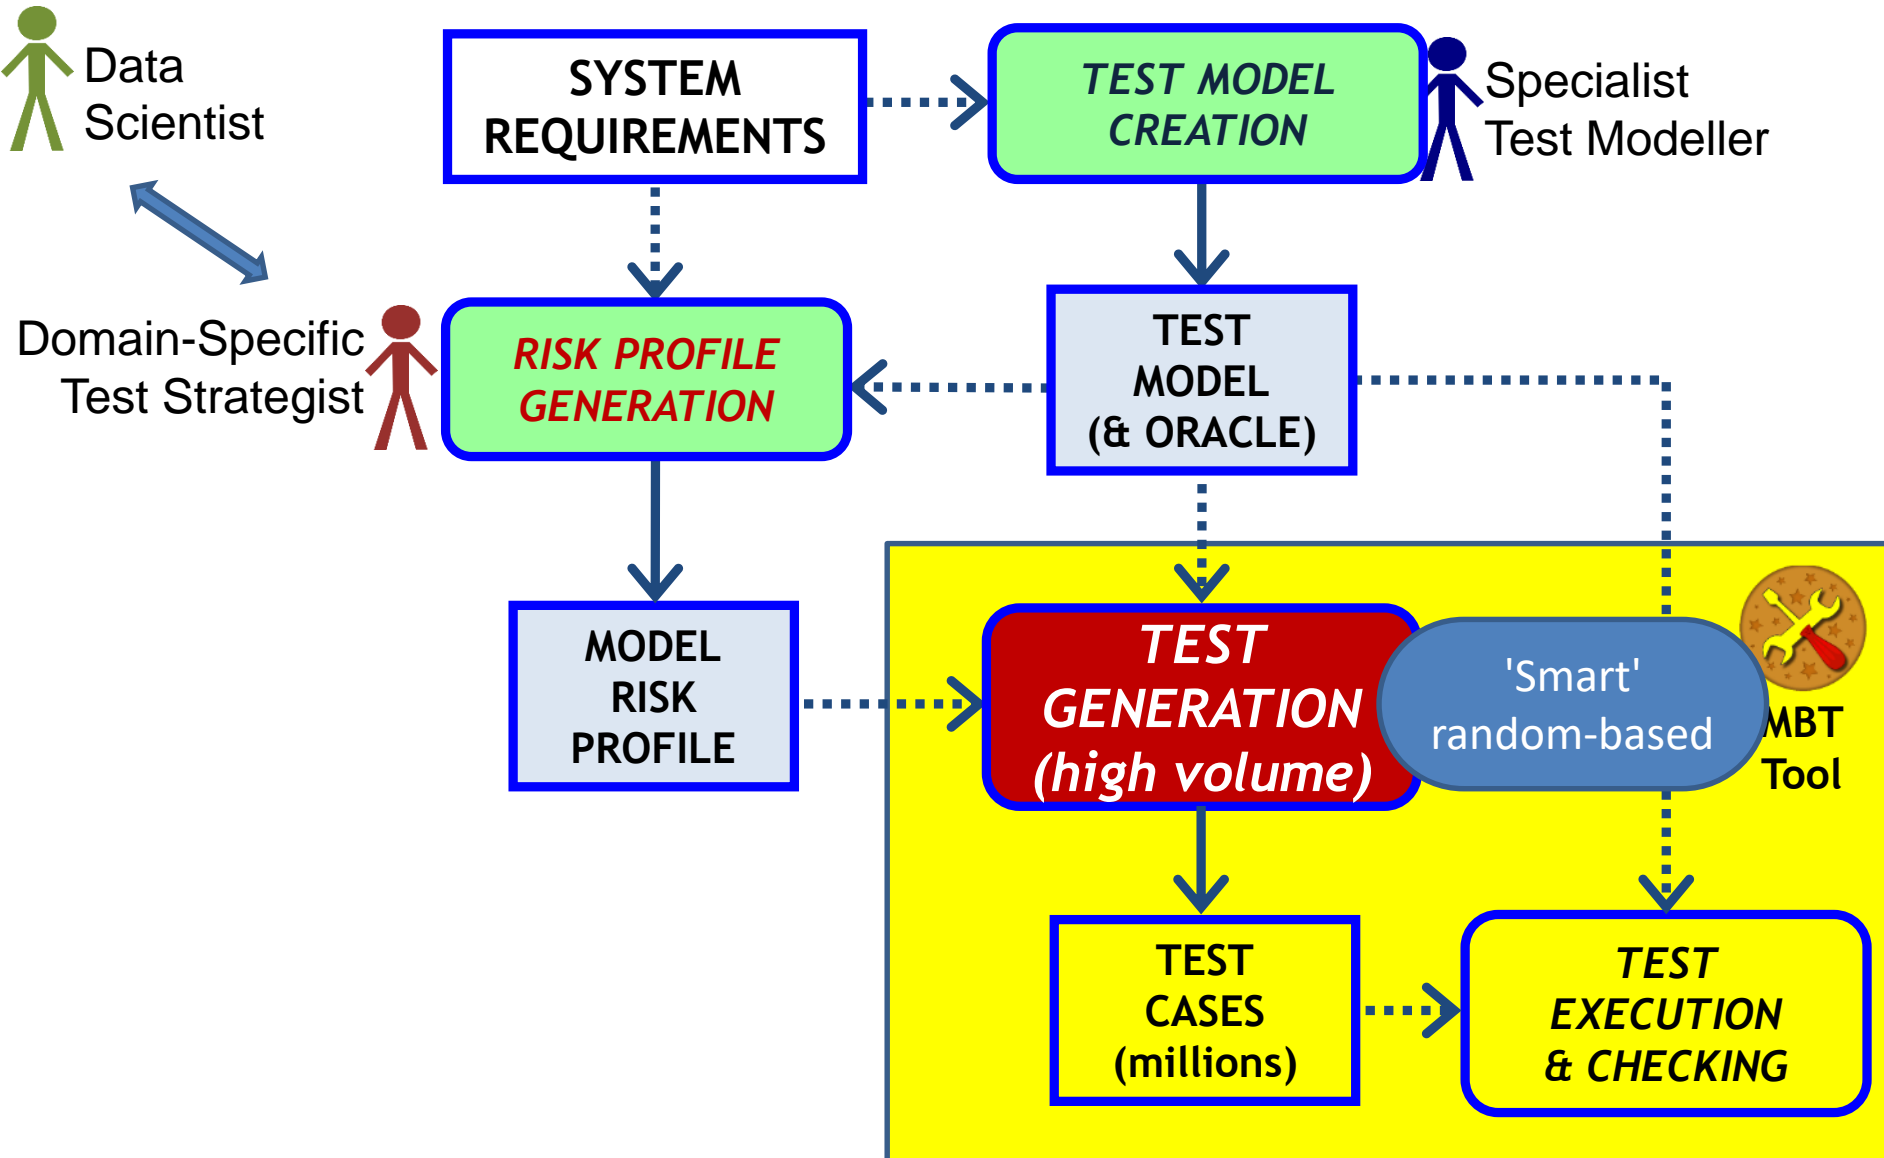 Data
Scientist
SYSTEM
REQUIREMENTS
TEST MODEL
CREATION
Specialist
Test Modeller
Domain-Specific
Test Strategist
RISK PROFILE
GENERATION
TEST
MODEL
(& ORACLE)
MODEL
RISK
PROFILE
TEST
GENERATION
(high volume)
'Smart'
random-based
MBT
Tool
TEST
CASES
(millions)
TEST
EXECUTION
& CHECKING